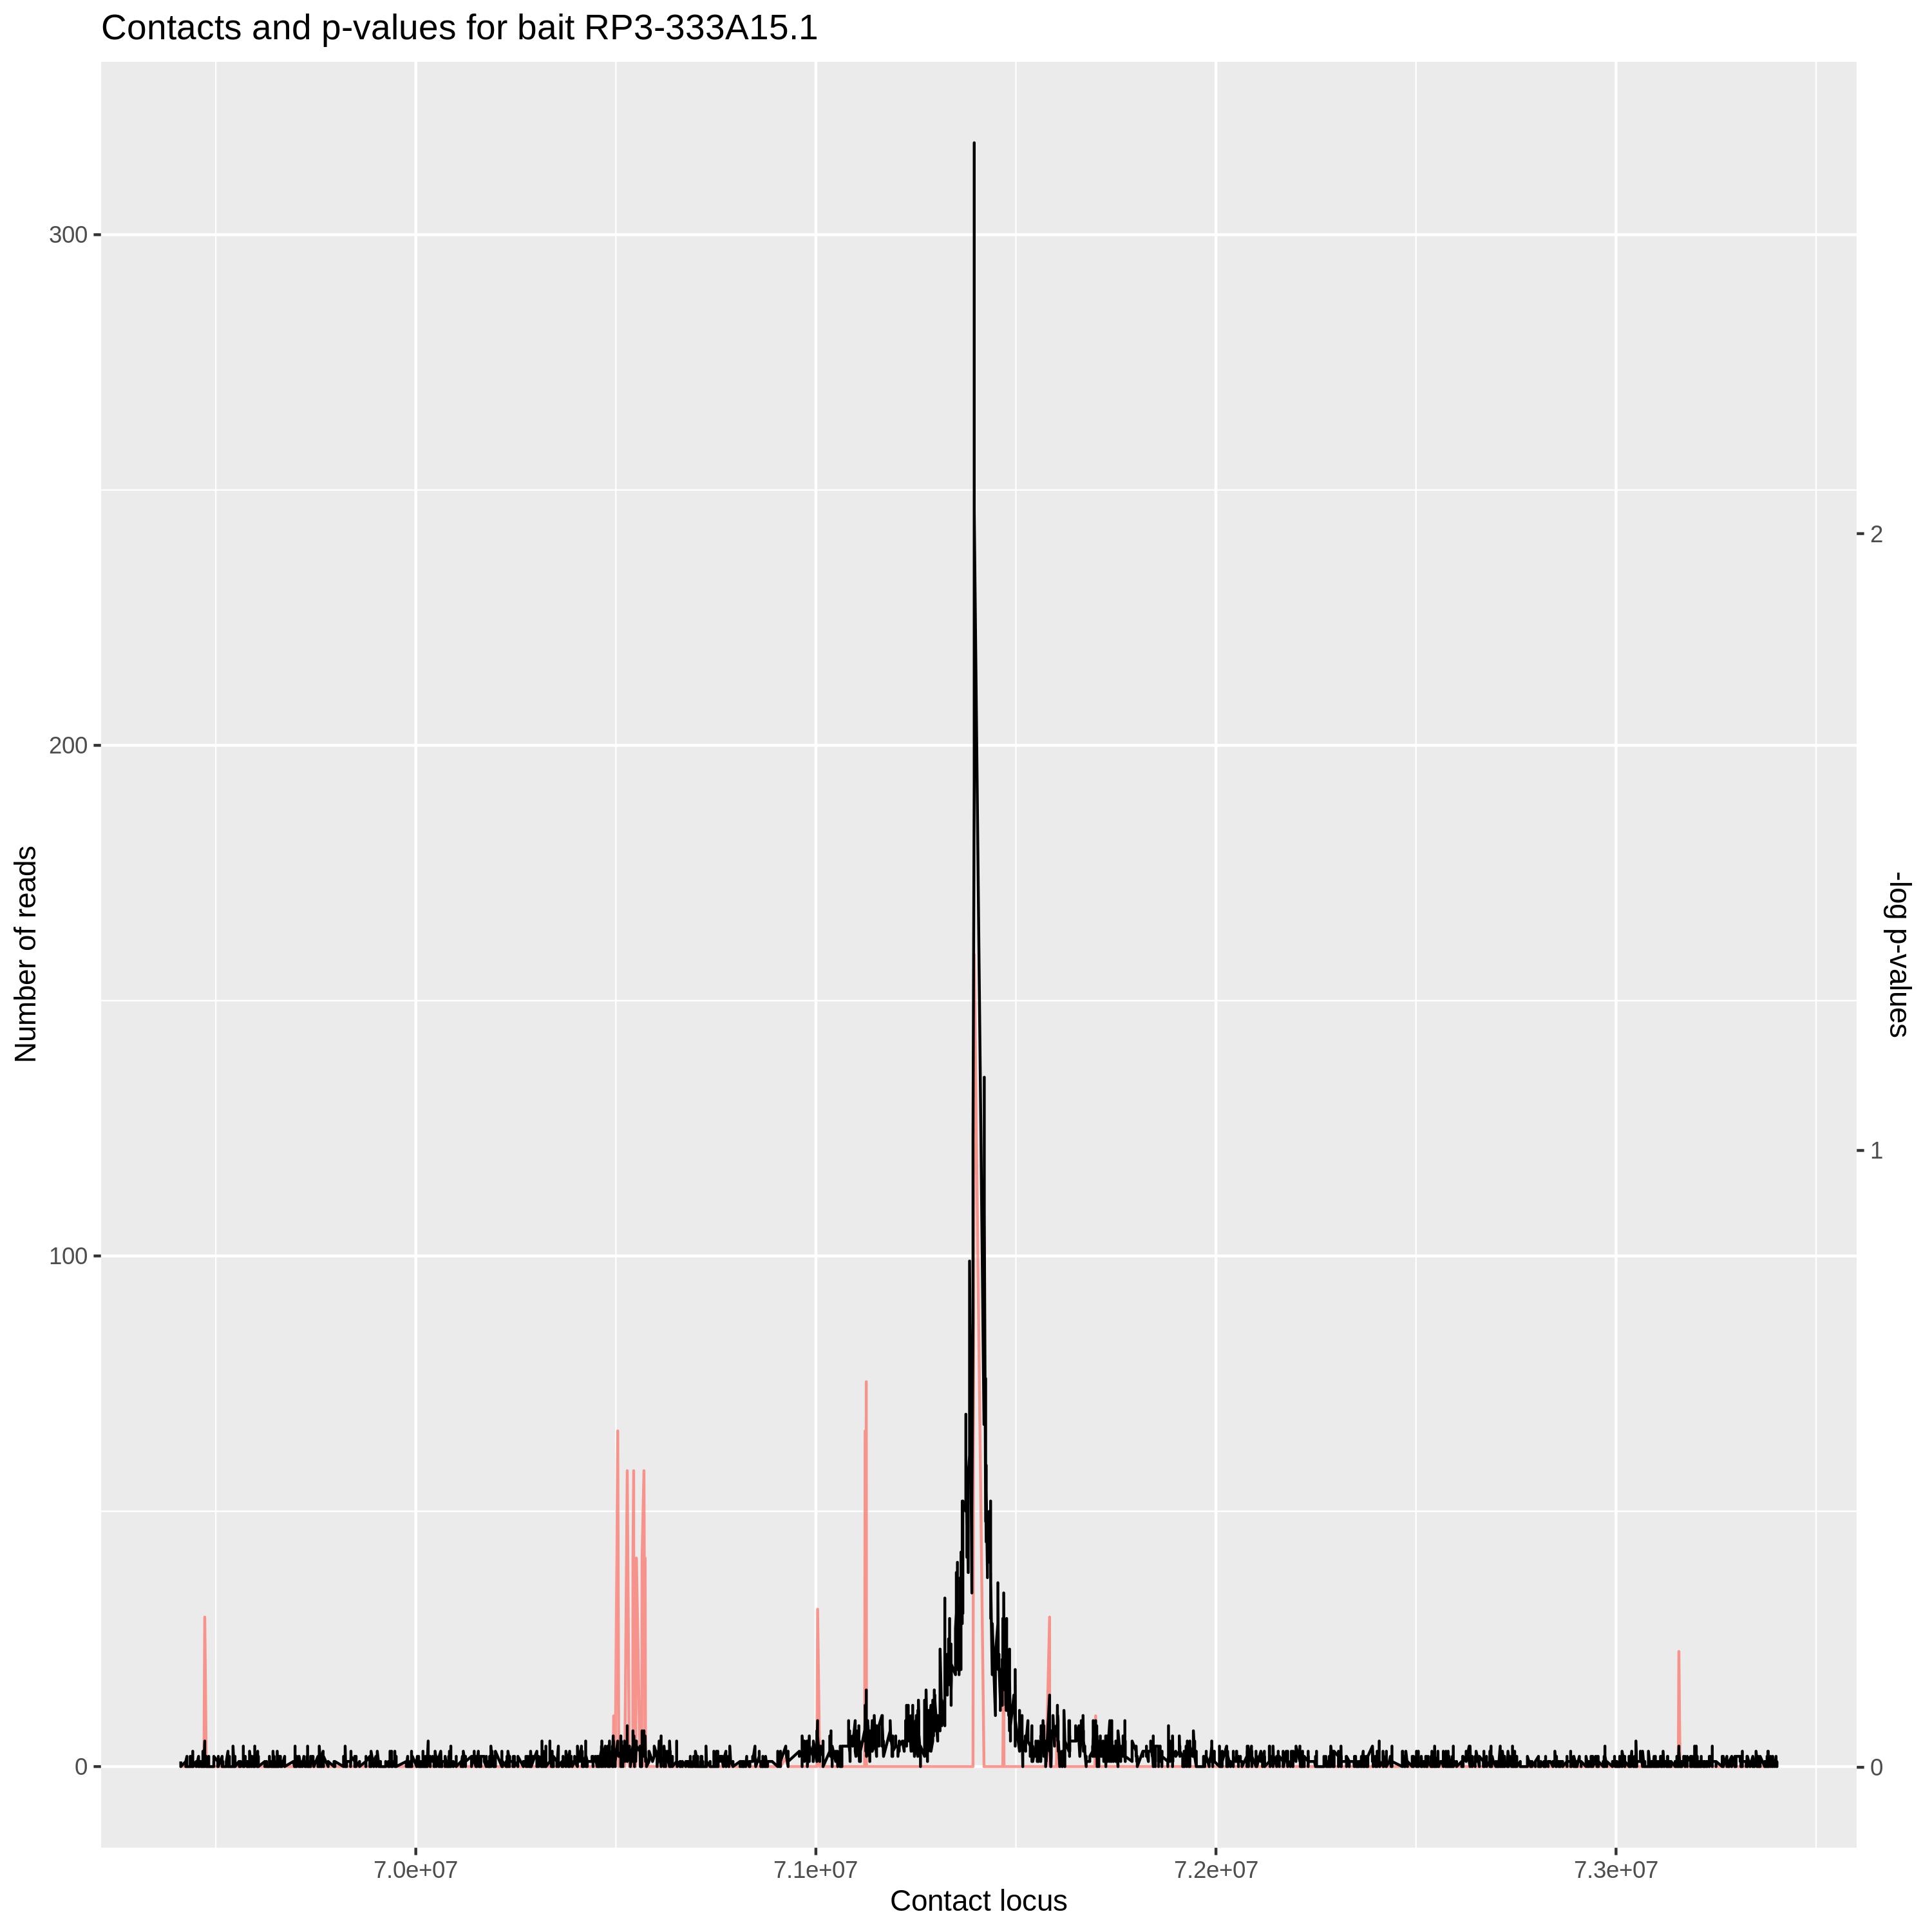 Contacts and p-values for bait RP3-333A15.1
300
200
100
0
Number of reads
2
1
0
-log p-values
7.0e+07
7.1e+07
7.2e+07
7.3e+07
Contact locus